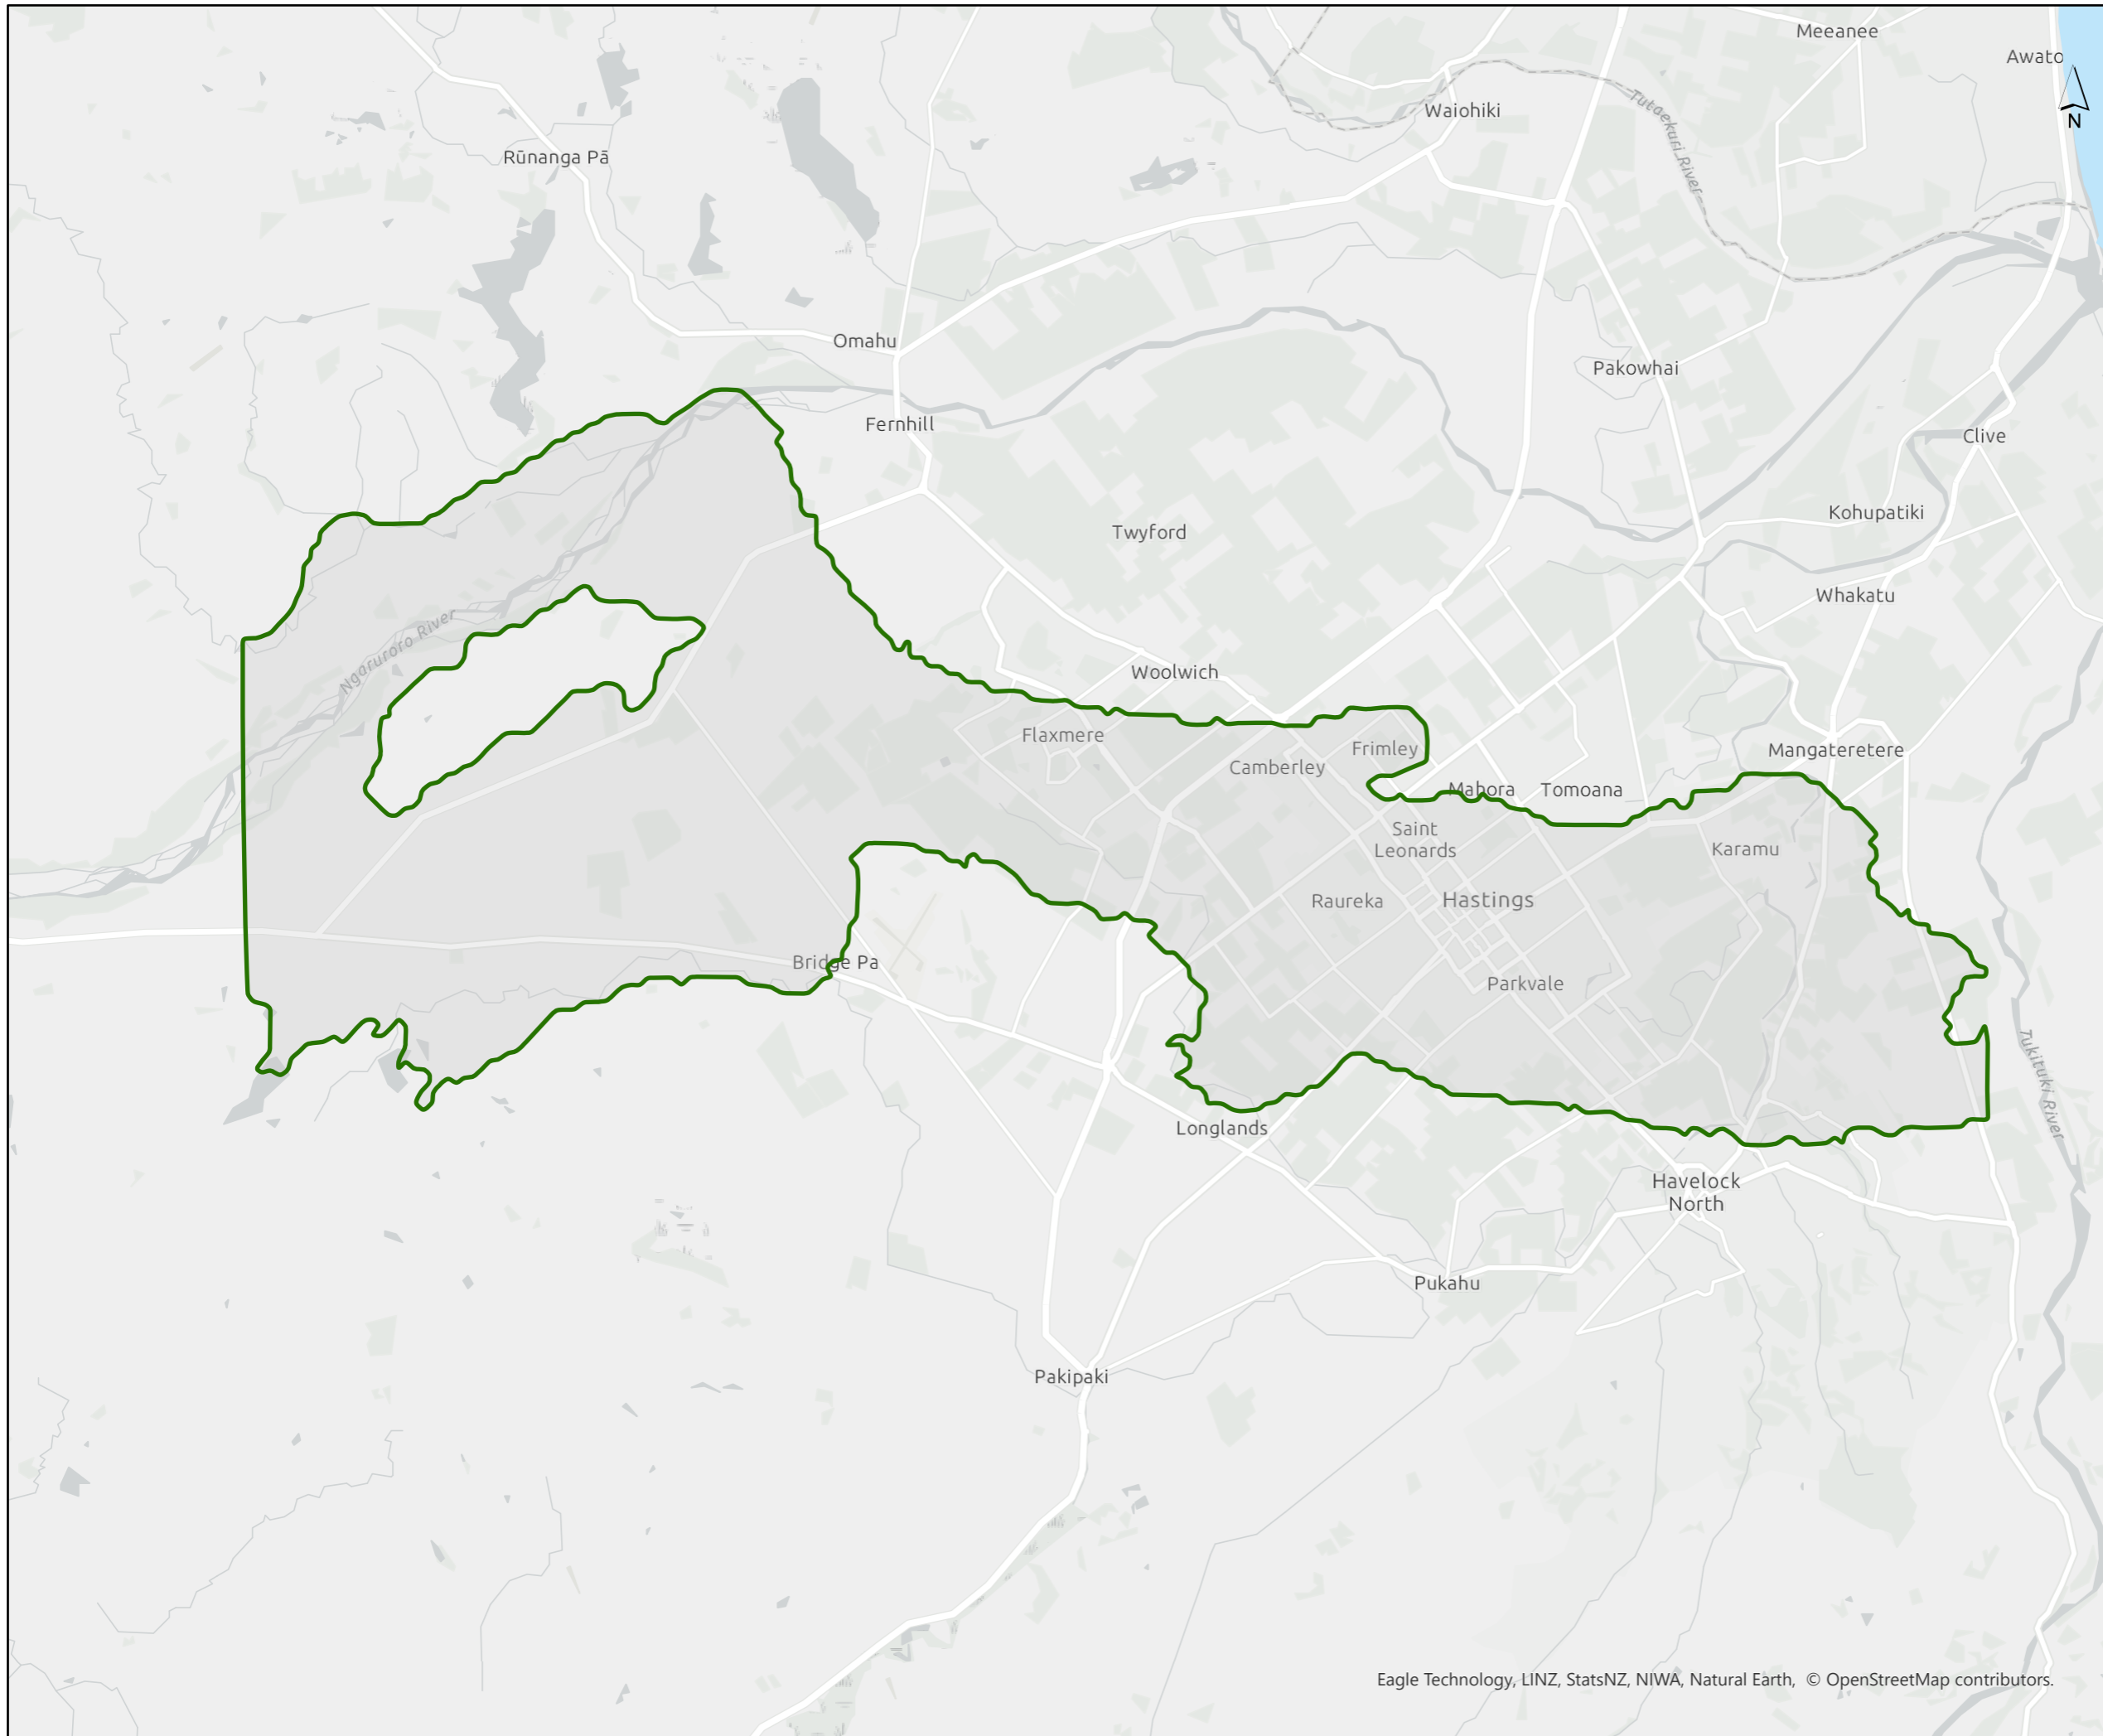 Meeanee
Awato
N
Waiohiki
Tutaekuri River
Rūnanga Pā
Omahu
Pakowhai
Fernhill
Clive
Kohupatiki
Twyford
Whakatu
Ngaruroro River
Woolwich
Flaxmere
Frimley
Mangateretere
Camberley
Mahora
Tomoana
Saint
Leonards
Karamu
Raureka
Hastings
Bridge Pa
Parkvale
Tukituki River
Longlands
Havelock
North
Pukahu
Pakipaki
Eagle Technology, LINZ, StatsNZ, NIWA, Natural Earth, © OpenStreetMap contributors.